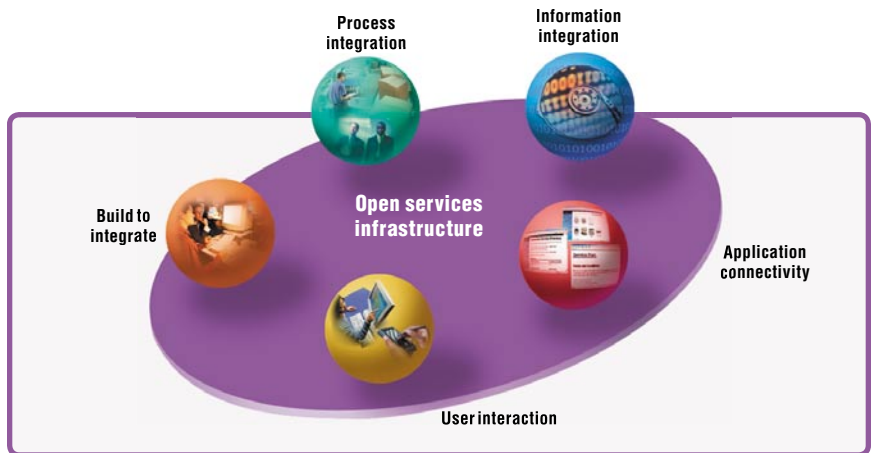 Process
integration
Information
integration
Build to
integrate
Open services
infrastructure
Application
connectivity
User interaction